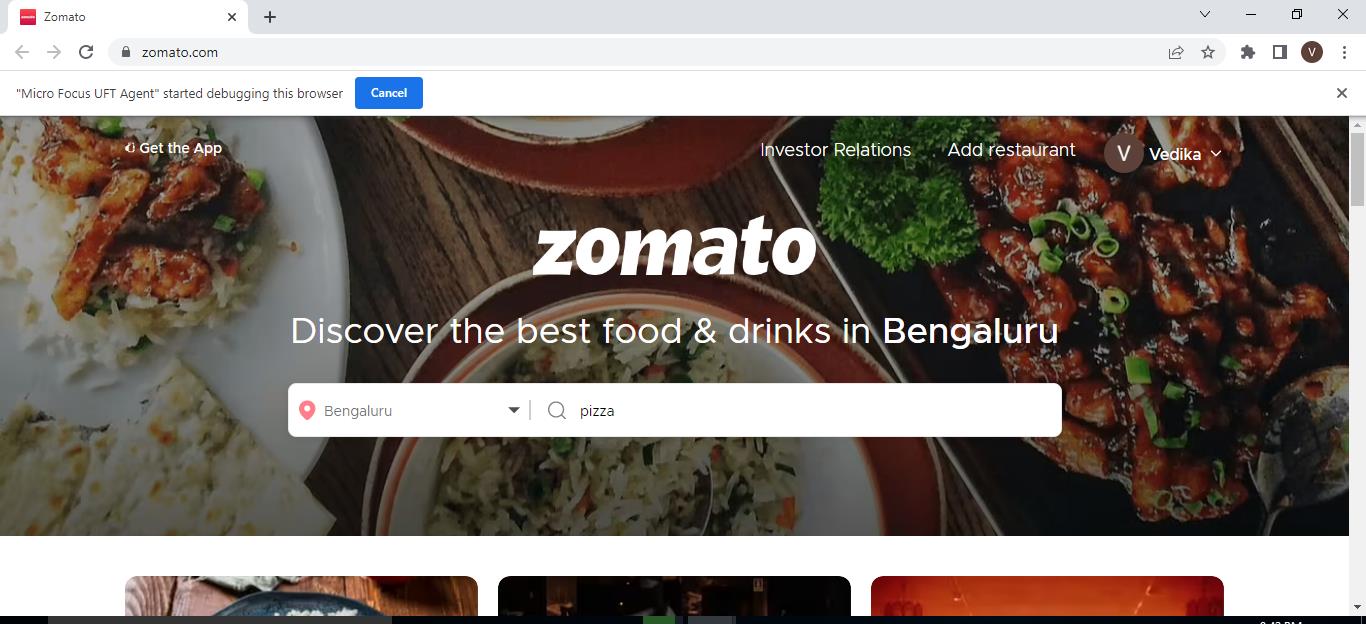 Zomato
zomato.com
V
"Micro Focus UFT Agent" started debugging this browser
Cancel
Get the App
Investor Relations
Add restaurant
V
Vedika
zomato
Discover the best food & drinks in Bengaluru
Bengaluru
pizza